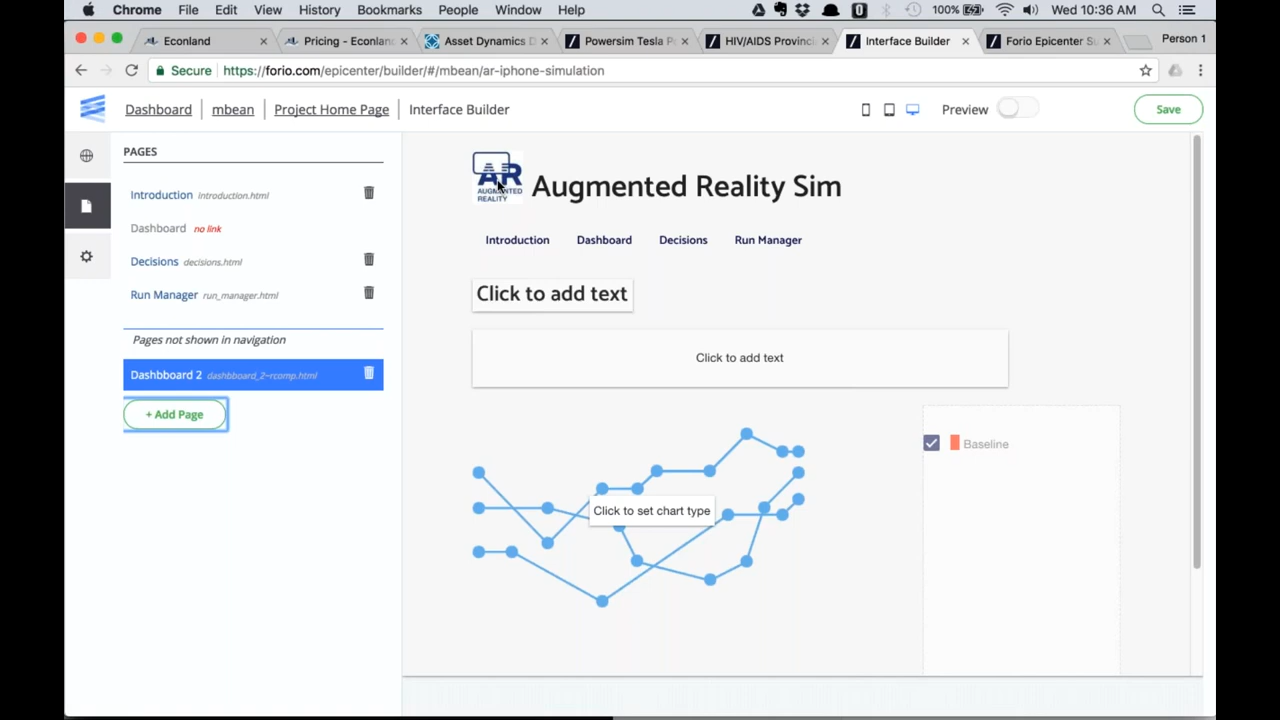 Chrome File Edit View History Bookmarks People Window Help 100% Wed 10:36 AM
Econland Pricing - Econlan Asset Dynamics D Powersim Tesla P HIV/AIDS Provinci Interface Builder Forio Epicenter Su Person 1
Secure https://forio.com/epicenter/builder/#/mbean/ar-iphone-simulation
Dashboard mbean Project Home Page Interface Builder Preview Save
PAGES
Introduction introduction.html
Dashboard no link
Decisions decisions.html
Run Manager run_manager.html
Pages not shown in navigation
Dashbboard 2 dashbboard_2~rcomp.html
+ Add Page
AR
AUGMENTED
REALITY
Augmented Reality Sim
Introduction Dashboard Decisions Run Manager
Click to add text
Click to add text
Baseline
Click to set chart type